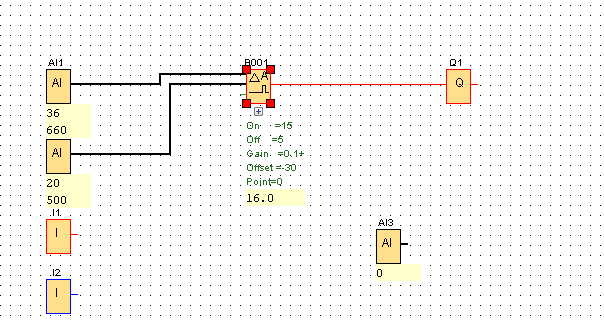 AI1
AI
36
660
AI
20
500
B001
A
On =15
Off =5
Gain =0.1+
Offset =-30
Point=0
16.0
Q1
Q
I1
I
I2
I
AI3
AI
0